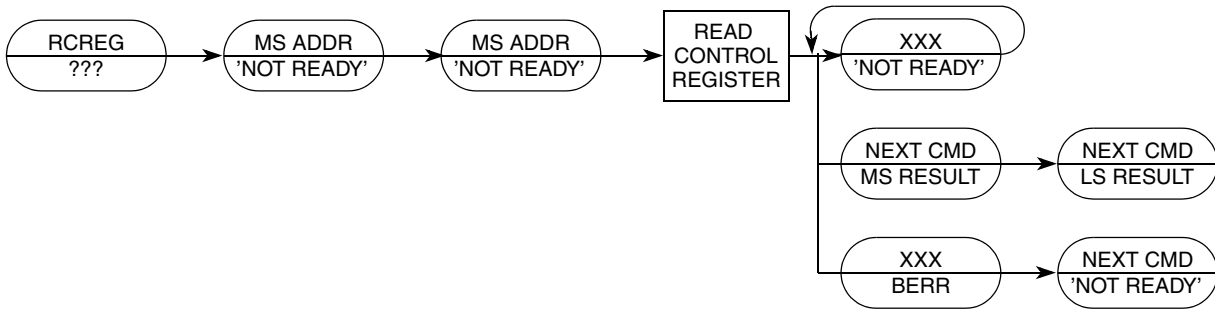 RCREG
???
MS ADDR
'NOT READY'
MS ADDR
'NOT READY'
READ
CONTROL
REGISTER
XXX
'NOT READY'
NEXT CMD
MS RESULT
NEXT CMD
LS RESULT
XXX
BERR
NEXT CMD
'NOT READY'